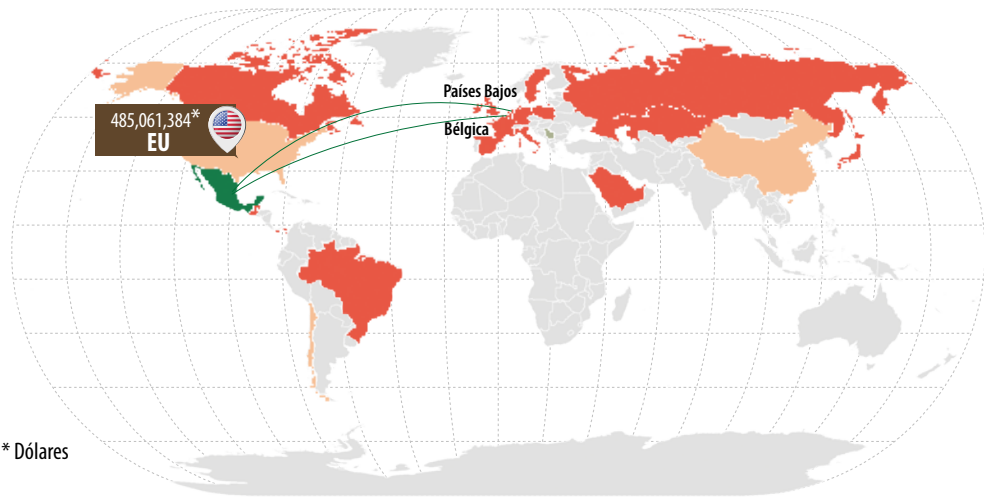 Países Bajos
485,061,384*
EU
Bélgica
* Dólares